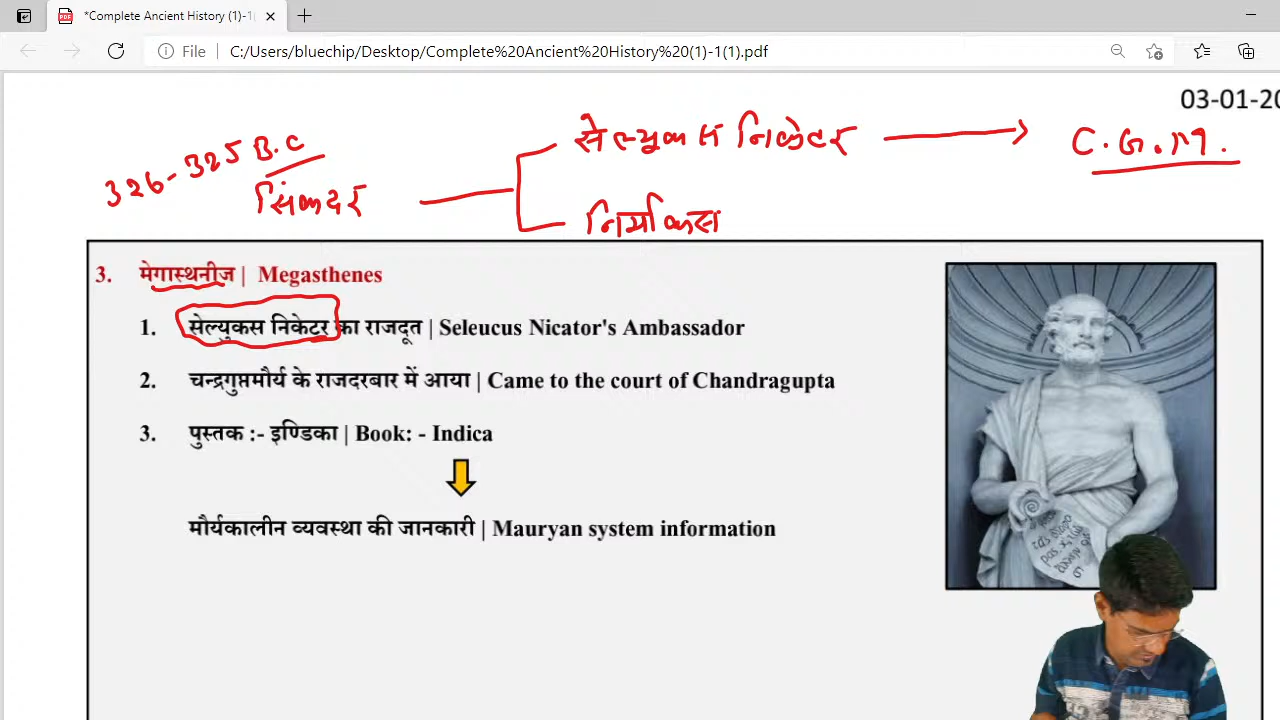 *Complete Ancient History (1)-1(
File
C:/Users/bluechip/Desktop/Complete%20Ancient%20History%20(1)-1(1).pdf
03-01-20
326-325 B.C
सिंकदर
सेल्युकस निकेटर
C.G.M.
निर्याकस
3. मेगास्थनीज | Megasthenes
1. सेल्युकस निकेटर का राजदूत | Seleucus Nicator's Ambassador
2. चन्द्रगुप्तमौर्य के राजदरबार में आया | Came to the court of Chandragupta
3. पुस्तक :- इण्डिका | Book: - Indica
मौर्यकालीन व्यवस्था की जानकारी | Mauryan system information